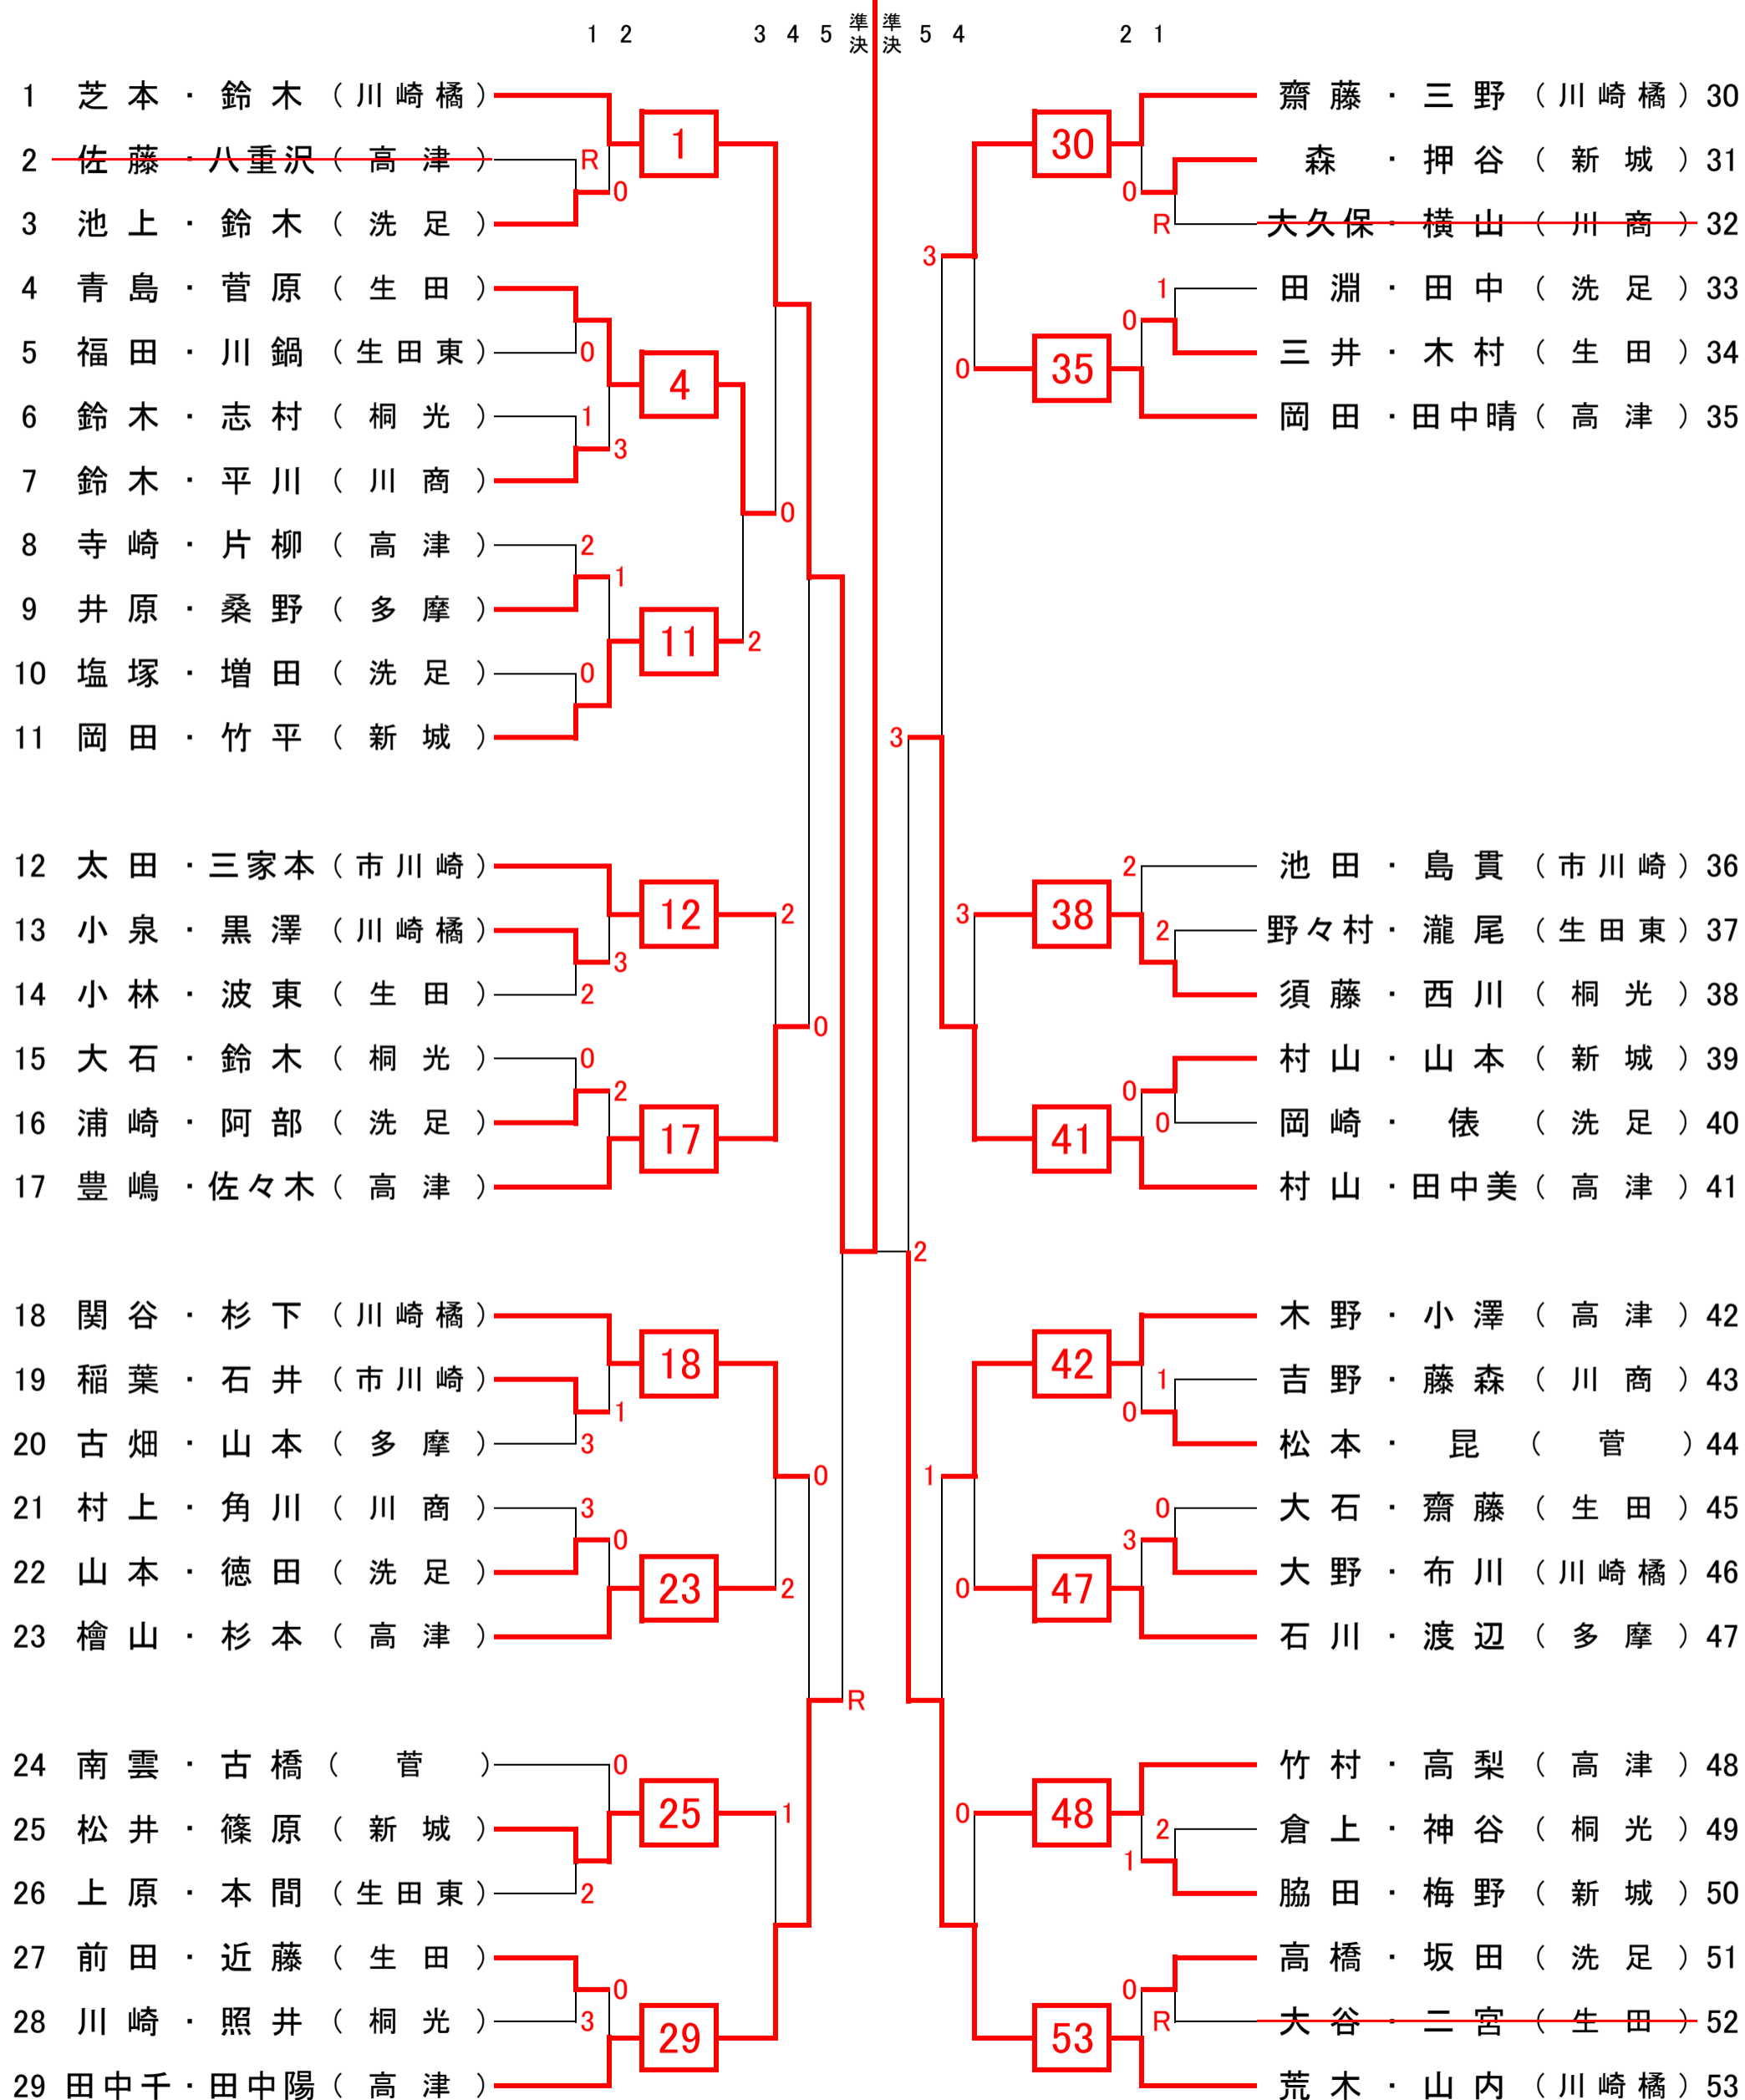 1 2 3 4 5 準決 準決 5 4 2 1
1 芝本・鈴木(川崎橘)
2 佐藤・八重沢(高津) R
0
3 池上・鈴木(洗足)
1
4 青島・菅原(生田)
5 福田・川鍋(生田東) 0
4
6 鈴木・志村(桐光) 1
3
7 鈴木・平川(川商)
0
8 寺崎・片柳(高津) 2
1
9 井原・桑野(多摩)
11 2
10 塩塚・増田(洗足) 0
11 岡田・竹平(新城)
12 太田・三家本(市川崎)
12 2
13 小泉・黒澤(川崎橘)
3
14 小林・波東(生田) 2
0
15 大石・鈴木(桐光) 0
2
16 浦崎・阿部(洗足)
17
17 豊嶋・佐々木(高津)
18 関谷・杉下(川崎橘)
18
19 稲葉・石井(市川崎)
1
20 古畑・山本(多摩) 3
0
21 村上・角川(川商) 3
0
22 山本・徳田(洗足)
23 2
23 檜山・杉本(高津)
R
24 南雲・古橋(菅) 0
25 1
25 松井・篠原(新城)
26 上原・本間(生田東) 2
27 前田・近藤(生田)
0
28 川崎・照井(桐光) 3
29
29 田中千・田中陽(高津)
齋藤・三野(川崎橘) 30
30
森・押谷(新城) 31
0
R 大久保・横山(川商) 32
3
1 田淵・田中(洗足) 33
0
三井・木村(生田) 34
0 35
岡田・田中晴(高津) 35
3
2 池田・島貫(市川崎) 36
3 38
2 野々村・瀧尾(生田東) 37
須藤・西川(桐光) 38
村山・山本(新城) 39
0
0 岡崎・俵(洗足) 40
41
村山・田中美(高津) 41
2
木野・小澤(高津) 42
42
1 吉野・藤森(川商) 43
0
松本・昆(菅) 44
1
0 大石・齋藤(生田) 45
3
大野・布川(川崎橘) 46
0 47
石川・渡辺(多摩) 47
竹村・高梨(高津) 48
0 48
2 倉上・神谷(桐光) 49
1
脇田・梅野(新城) 50
高橋・坂田(洗足) 51
0
R 大谷・二宮(生田) 52
53
荒木・山内(川崎橘) 53